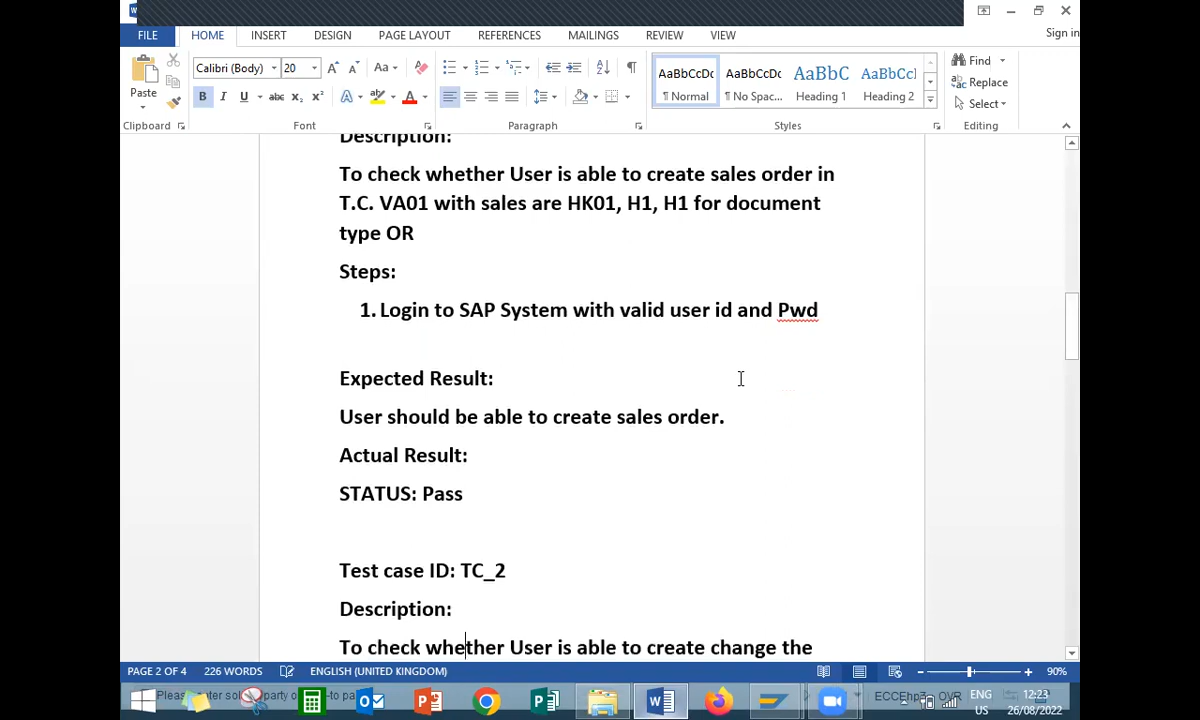 FILE HOME INSERT DESIGN PAGE LAYOUT REFERENCES MAILINGS REVIEW VIEW Sign in
Calibri (Body) 20 Aa AaBbCcDc AaBbCcDc AaBbC AaBbCcI Find
Paste B I U abc X₂ X² A A ¶ Normal ¶ No Spac... Heading 1 Heading 2 Replace
Select
Clipboard Font Paragraph Styles Editing
Description:
To check whether User is able to create sales order in
T.C. VA01 with sales are HK01, H1, H1 for document
type OR
Steps:
1. Login to SAP System with valid user id and Pwd
Expected Result:
User should be able to create sales order.
Actual Result:
STATUS: Pass
Test case ID: TC_2
Description:
To check whether User is able to create change the
PAGE 2 OF 4 226 WORDS ENGLISH (UNITED KINGDOM) 90%
ENG 12:23
US 26/08/2022